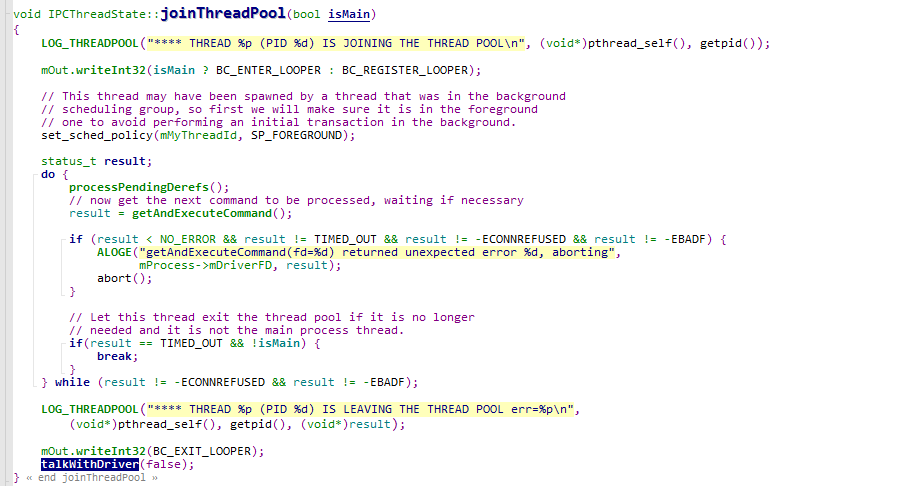 void IPCThreadState::joinThreadPool(bool isMain)
{
    LOG_THREADPOOL("**** THREAD %p (PID %d) IS JOINING THE THREAD POOL\n", (void*)pthread_self(), getpid());

    mOut.writeInt32(isMain ? BC_ENTER_LOOPER : BC_REGISTER_LOOPER);

    // This thread may have been spawned by a thread that was in the background
    // scheduling group, so first we will make sure it is in the foreground
    // one to avoid performing an initial transaction in the background.
    set_sched_policy(mMyThreadId, SP_FOREGROUND);

    status_t result;
    do {
        processPendingDerefs();
        // now get the next command to be processed, waiting if necessary
        result = getAndExecuteCommand();

        if (result < NO_ERROR && result != TIMED_OUT && result != -ECONNREFUSED && result != -EBADF) {
            ALOGE("getAndExecuteCommand(fd=%d) returned unexpected error %d, aborting",
                  mProcess->mDriverFD, result);
            abort();
        }

        // Let this thread exit the thread pool if it is no longer
        // needed and it is not the main process thread.
        if(result == TIMED_OUT && !isMain) {
            break;
        }
    } while (result != -ECONNREFUSED && result != -EBADF);

    LOG_THREADPOOL("**** THREAD %p (PID %d) IS LEAVING THE THREAD POOL err=%p\n",
        (void*)pthread_self(), getpid(), (void*)result);

    mOut.writeInt32(BC_EXIT_LOOPER);
    talkWithDriver(false);
} « end joinThreadPool »